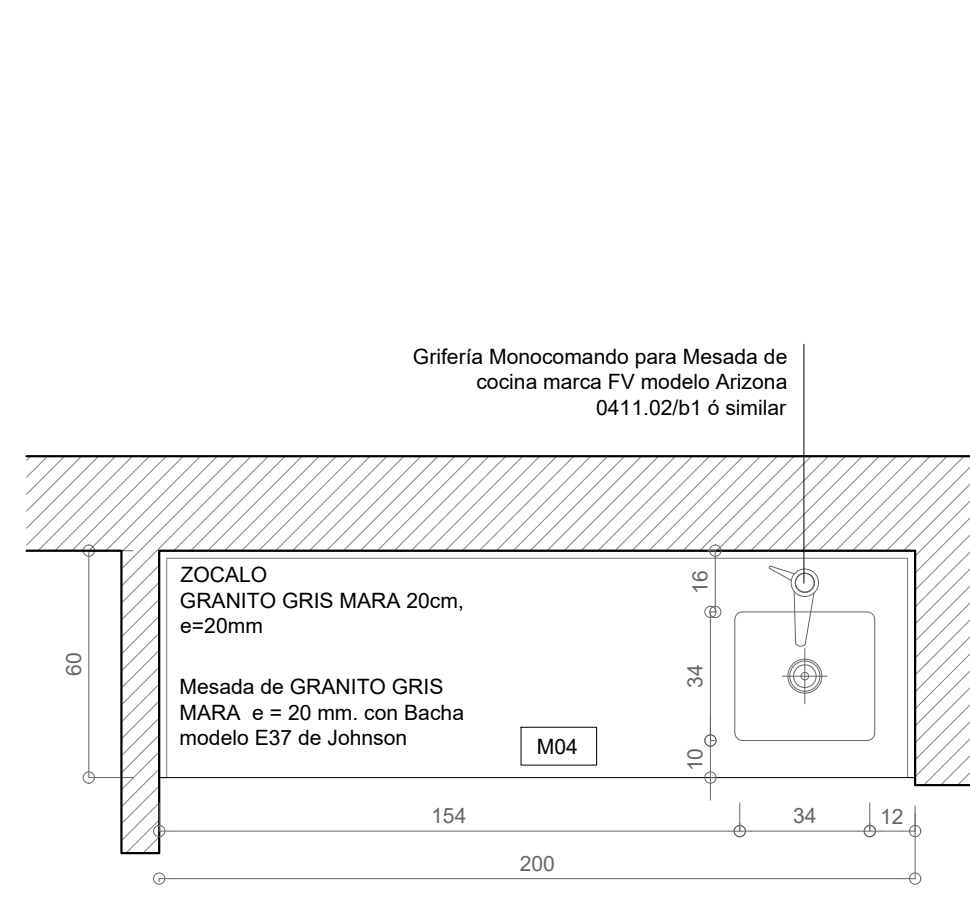 Grifería Monocomando para Mesada de
cocina marca FV modelo Arizona
0411.02/b1 ó similar
ZOCALO
GRANITO GRIS MARA 20cm,
e=20mm
16
60
34
Mesada de GRANITO GRIS
MARA e = 20 mm. con Bacha
modelo E37 de Johnson
M04
10
154
34
12
200